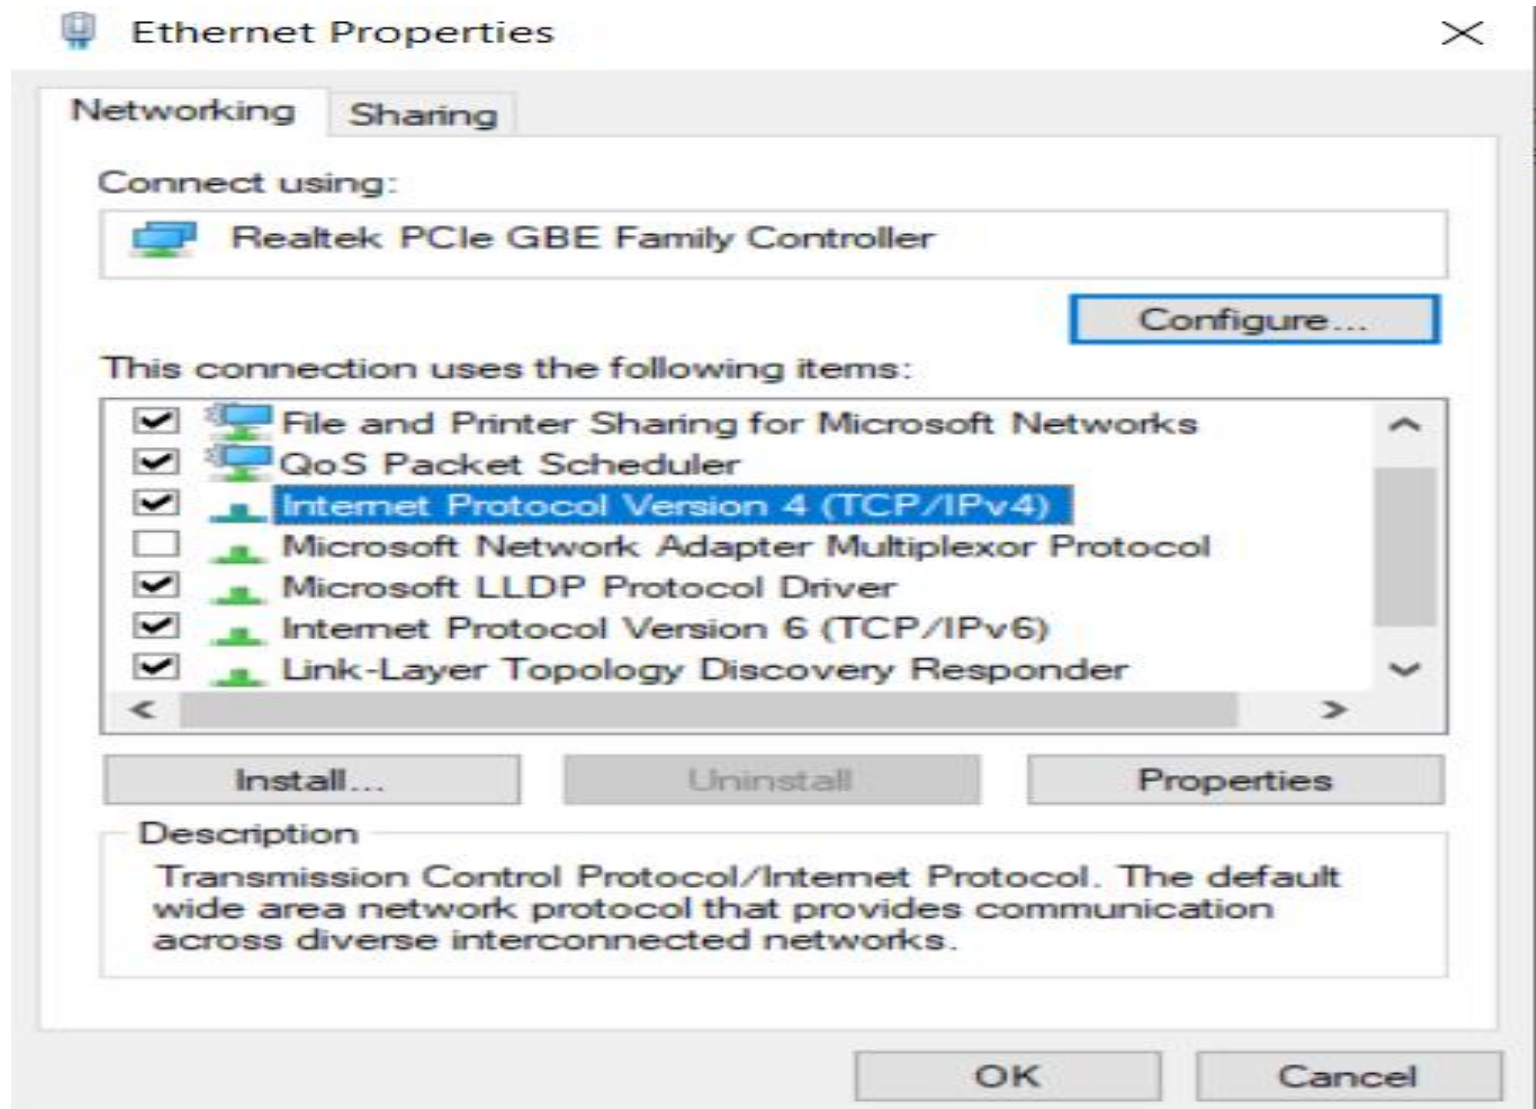 Ethernet Properties
Networking
Sharing
Connect using:
Realtek PCIe GBE Family Controller
Configure...
This connection uses the following items:
File and Printer Sharing for Microsoft Networks
QoS Packet Scheduler
Internet Protocol Version 4 (TCP/IPv4)
Microsoft Network Adapter Multiplexor Protocol
Microsoft LLDP Protocol Driver
Internet Protocol Version 6 (TCP/IPv6)
Link-Layer Topology Discovery Responder
Install...
Uninstall
Properties
Description
Transmission Control Protocol/Internet Protocol. The default
wide area network protocol that provides communication
across diverse interconnected networks.
OK
Cancel